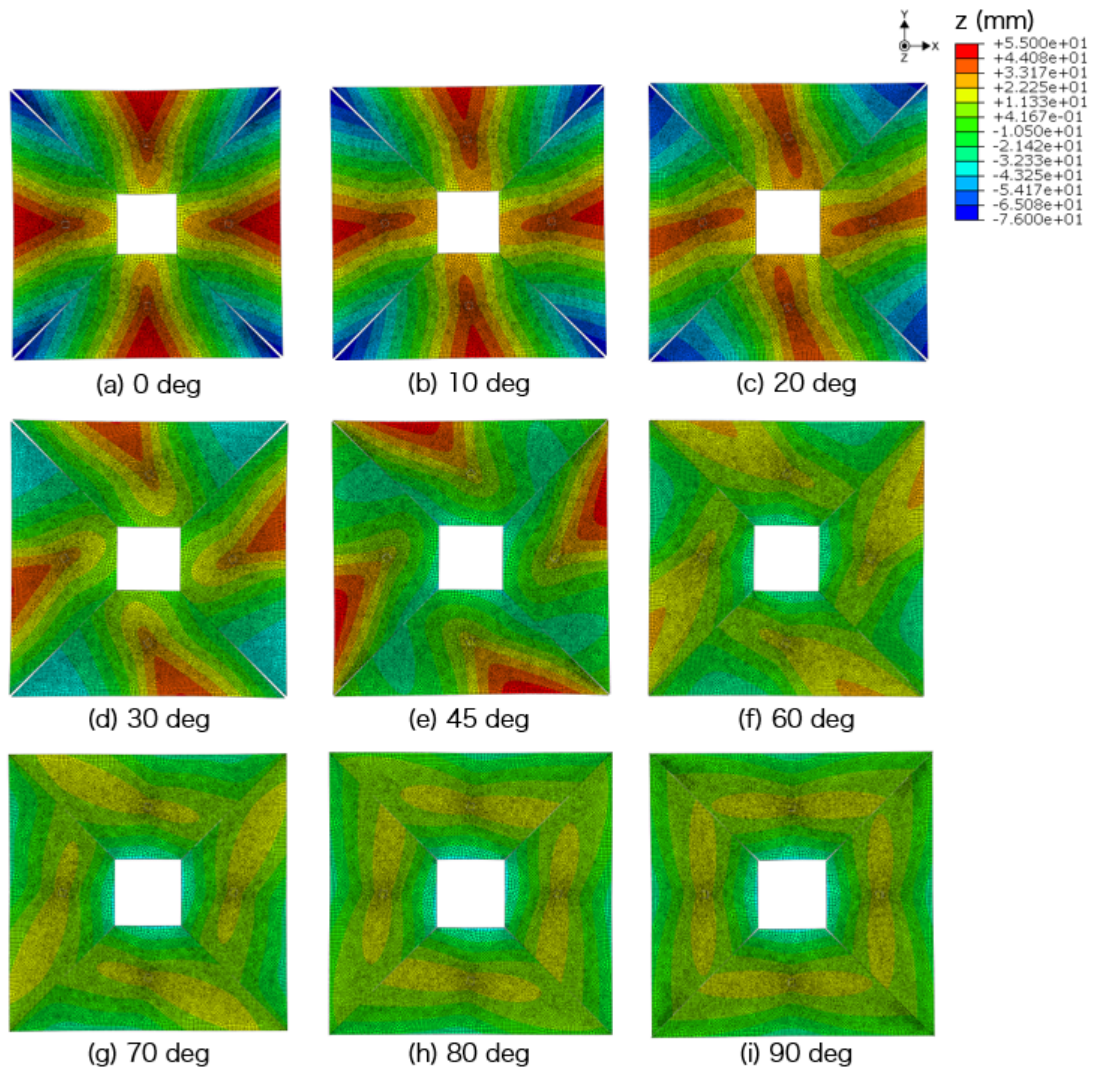 Y
z (mm)
X
Z
+5.500e+01
+4.408e+01
+3.317e+01
+2.225e+01
+1.133e+01
+4.167e-01
-1.050e+01
-2.142e+01
-3.233e+01
-4.325e+01
-5.417e+01
-6.508e+01
-7.600e+01
(a) 0 deg
(b) 10 deg
(c) 20 deg
(d) 30 deg
(e) 45 deg
(f) 60 deg
(g) 70 deg
(h) 80 deg
(i) 90 deg